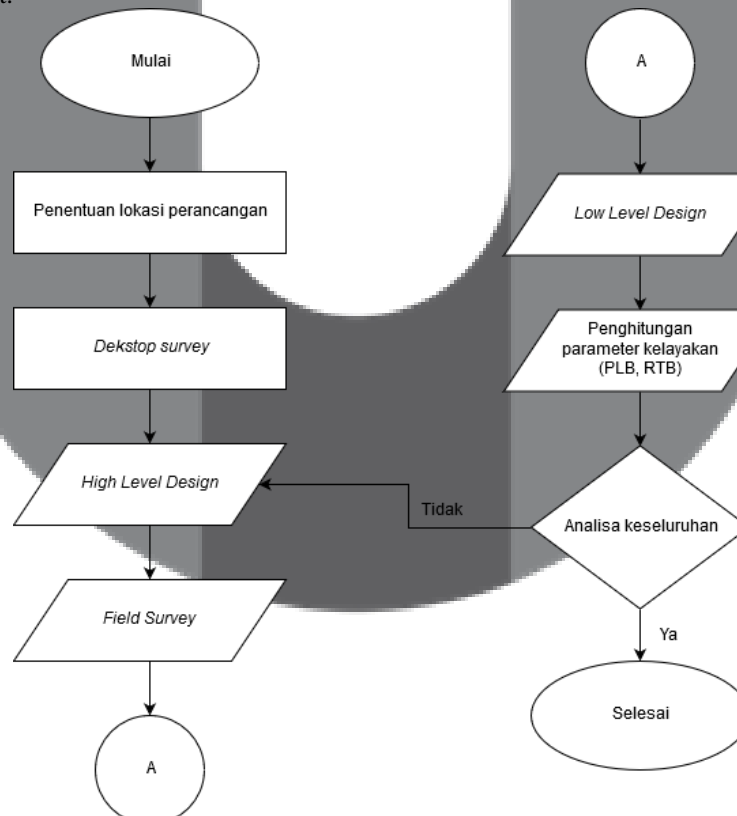 Mulai
Penentuan lokasi perancangan
Dekstop survey
High Level Design
Field Survey
A
A
Low Level Design
Penghitungan
parameter kelayakan
(PLB, RTB)
Analisa keseluruhan
Tidak
Ya
Selesai